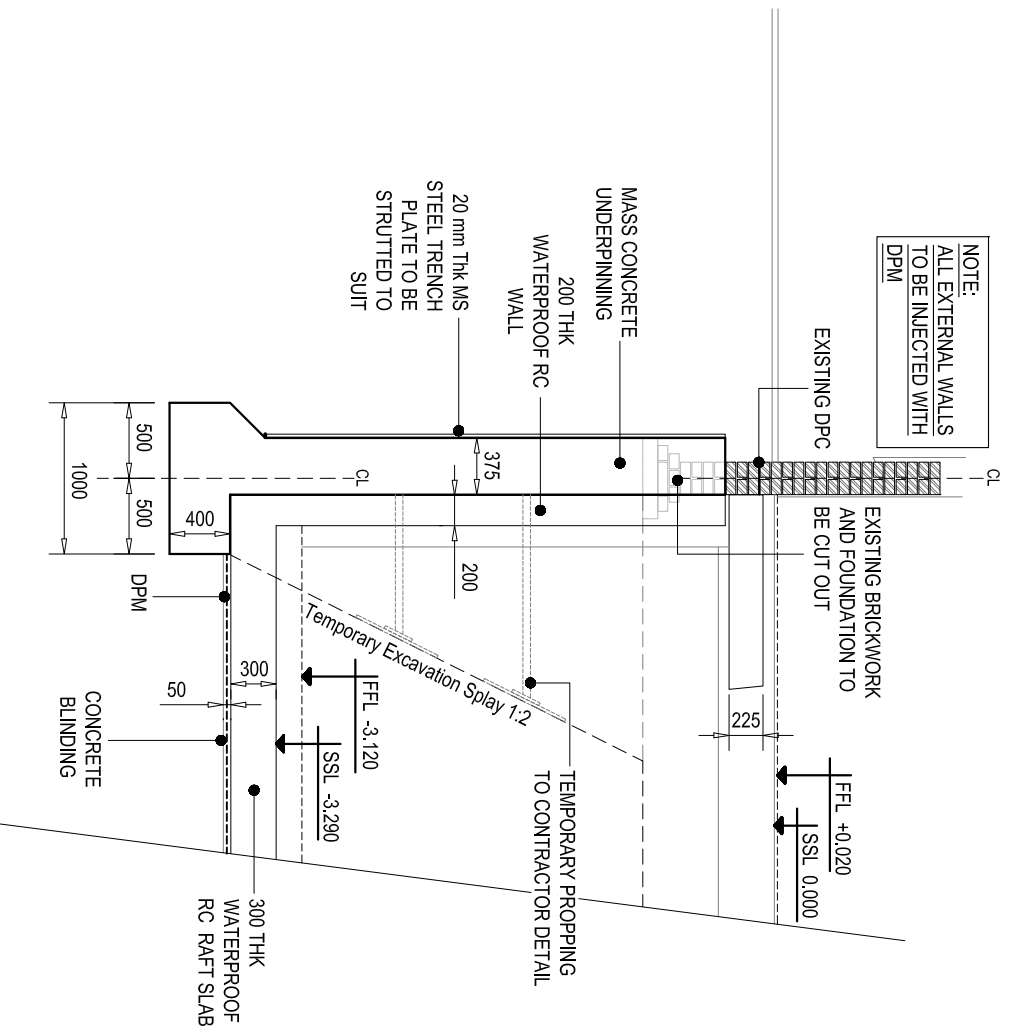 NOTE:
ALL EXTERNAL WALLS
TO BE INJECTED WITH
DPM
CL
EXISTING DPC
EXISTING BRICKWORK
AND FOUNDATION TO
BE CUT OUT
FFL +0.020
SSL 0.000
225
MASS CONCRETE
UNDERPINNING
200 THK
WATERPROOF RC
WALL
20 mm Thk MS
STEEL TRENCH
PLATE TO BE
STRUTTED TO
SUIT
375
200
TEMPORARY PROPPING
TO CONTRACTOR DETAIL
Temporary Excavation Splay 1:2
FFL -3.120
SSL -3.290
CL
300
400
50
500
500
1000
DPM
CONCRETE
BLINDING
300 THK
WATERPROOF
RC RAFT SLAB